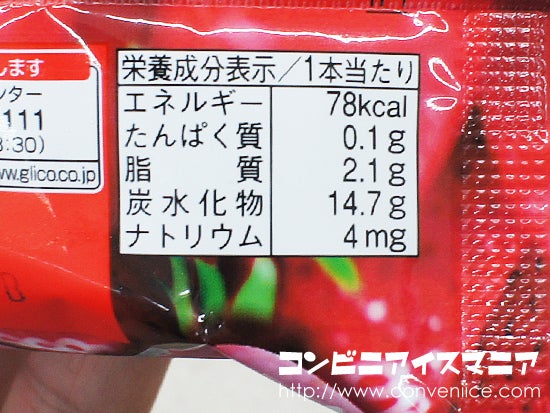 します
ンター
111
:30)
www.glico.co.jp
栄養成分表示/1本当たり
エネルギー 78kcal
たんぱく質 0.1g
脂質 2.1g
炭水化物 14.7g
ナトリウム 4mg
コンビニアイスマニア
http://www.conveniice.com/